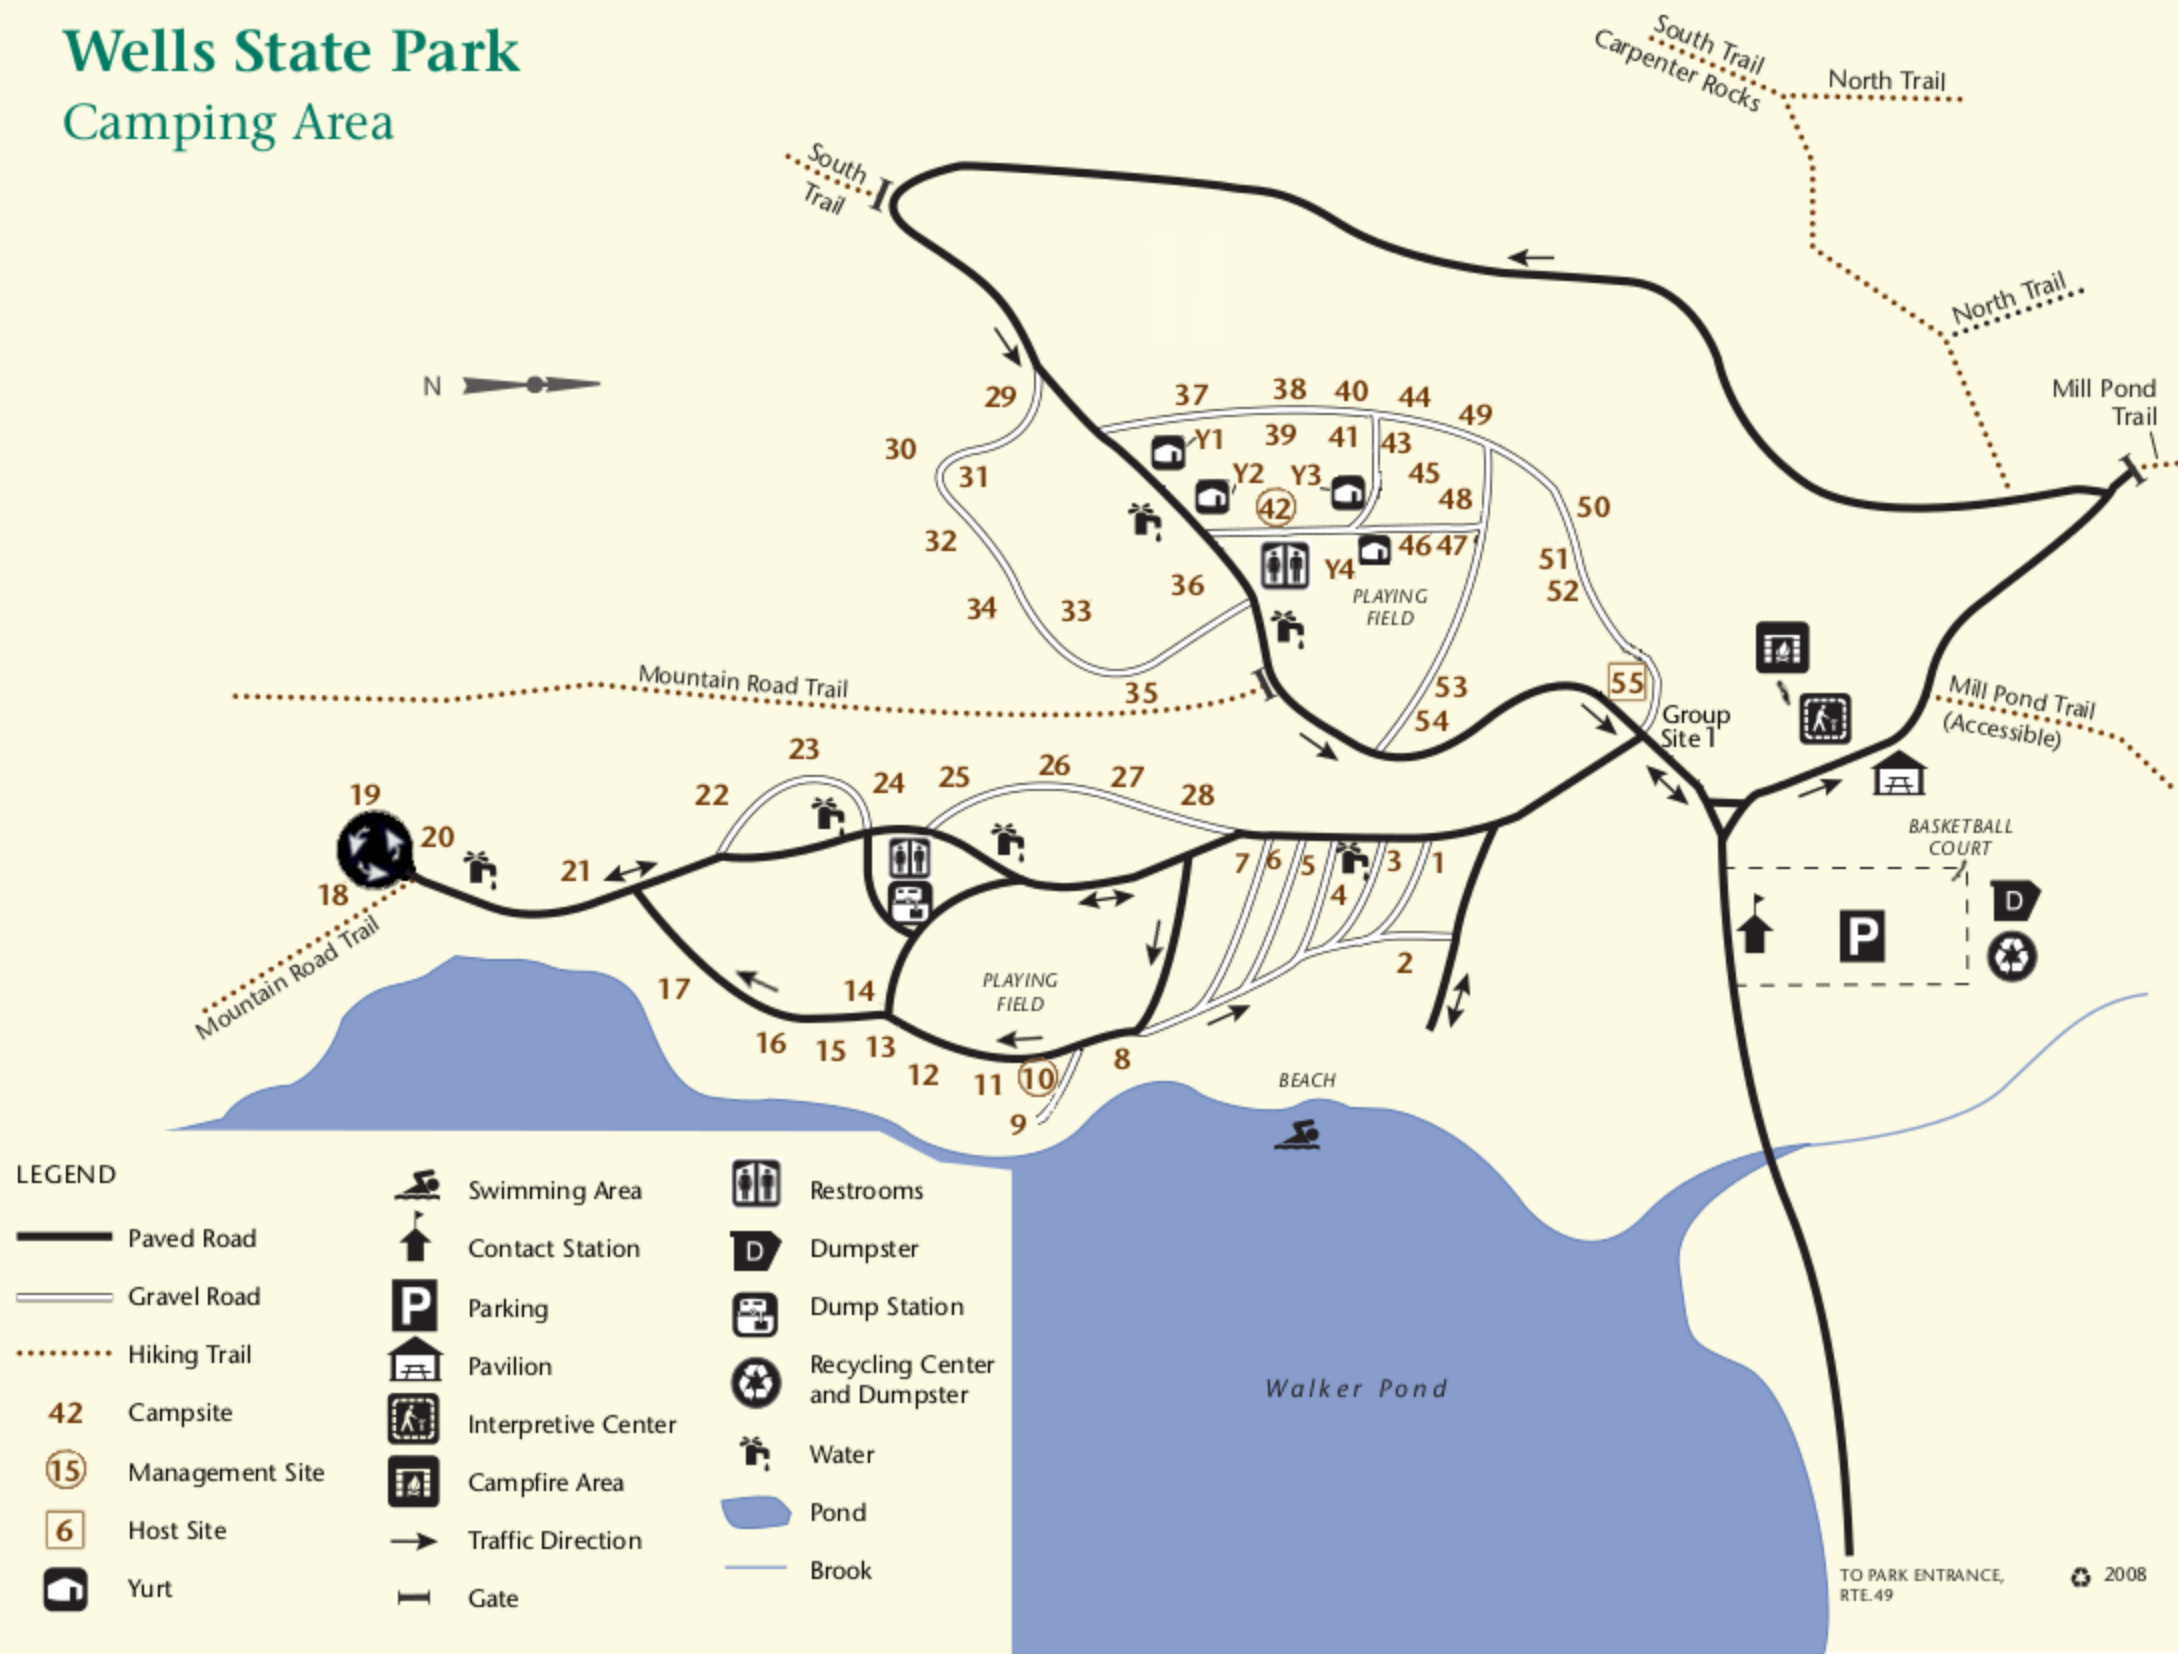 Wells State Park
Camping Area
South Trail
Carpenter Rocks
North Trail
South
Trail
North Trail
N
Mill Pond
Trail
29
37
38
40
44
49
30
Y1
39
41
43
31
Y2
Y3
45
42
48
50
32
46
47
51
Y4
52
36
PLAYING
FIELD
34
33
Mountain Road Trail
35
53
54
55
Group
Site 1
Mill Pond Trail
(Accessible)
23
22
24
25
26
27
28
19
20
21
18
Mountain Road Trail
7
6
5
4
3
1
2
BASKETBALL
COURT
D
P
17
14
PLAYING
FIELD
16
15
13
12
11
10
8
9
BEACH
Walker Pond
LEGEND
Paved Road
Gravel Road
Hiking Trail
42 Campsite
15 Management Site
6 Host Site
Yurt
Swimming Area
Contact Station
P Parking
Pavilion
Interpretive Center
Campfire Area
Traffic Direction
Gate
Restrooms
D Dumpster
Dump Station
Recycling Center
and Dumpster
Water
Pond
Brook
TO PARK ENTRANCE,
RTE.49
2008